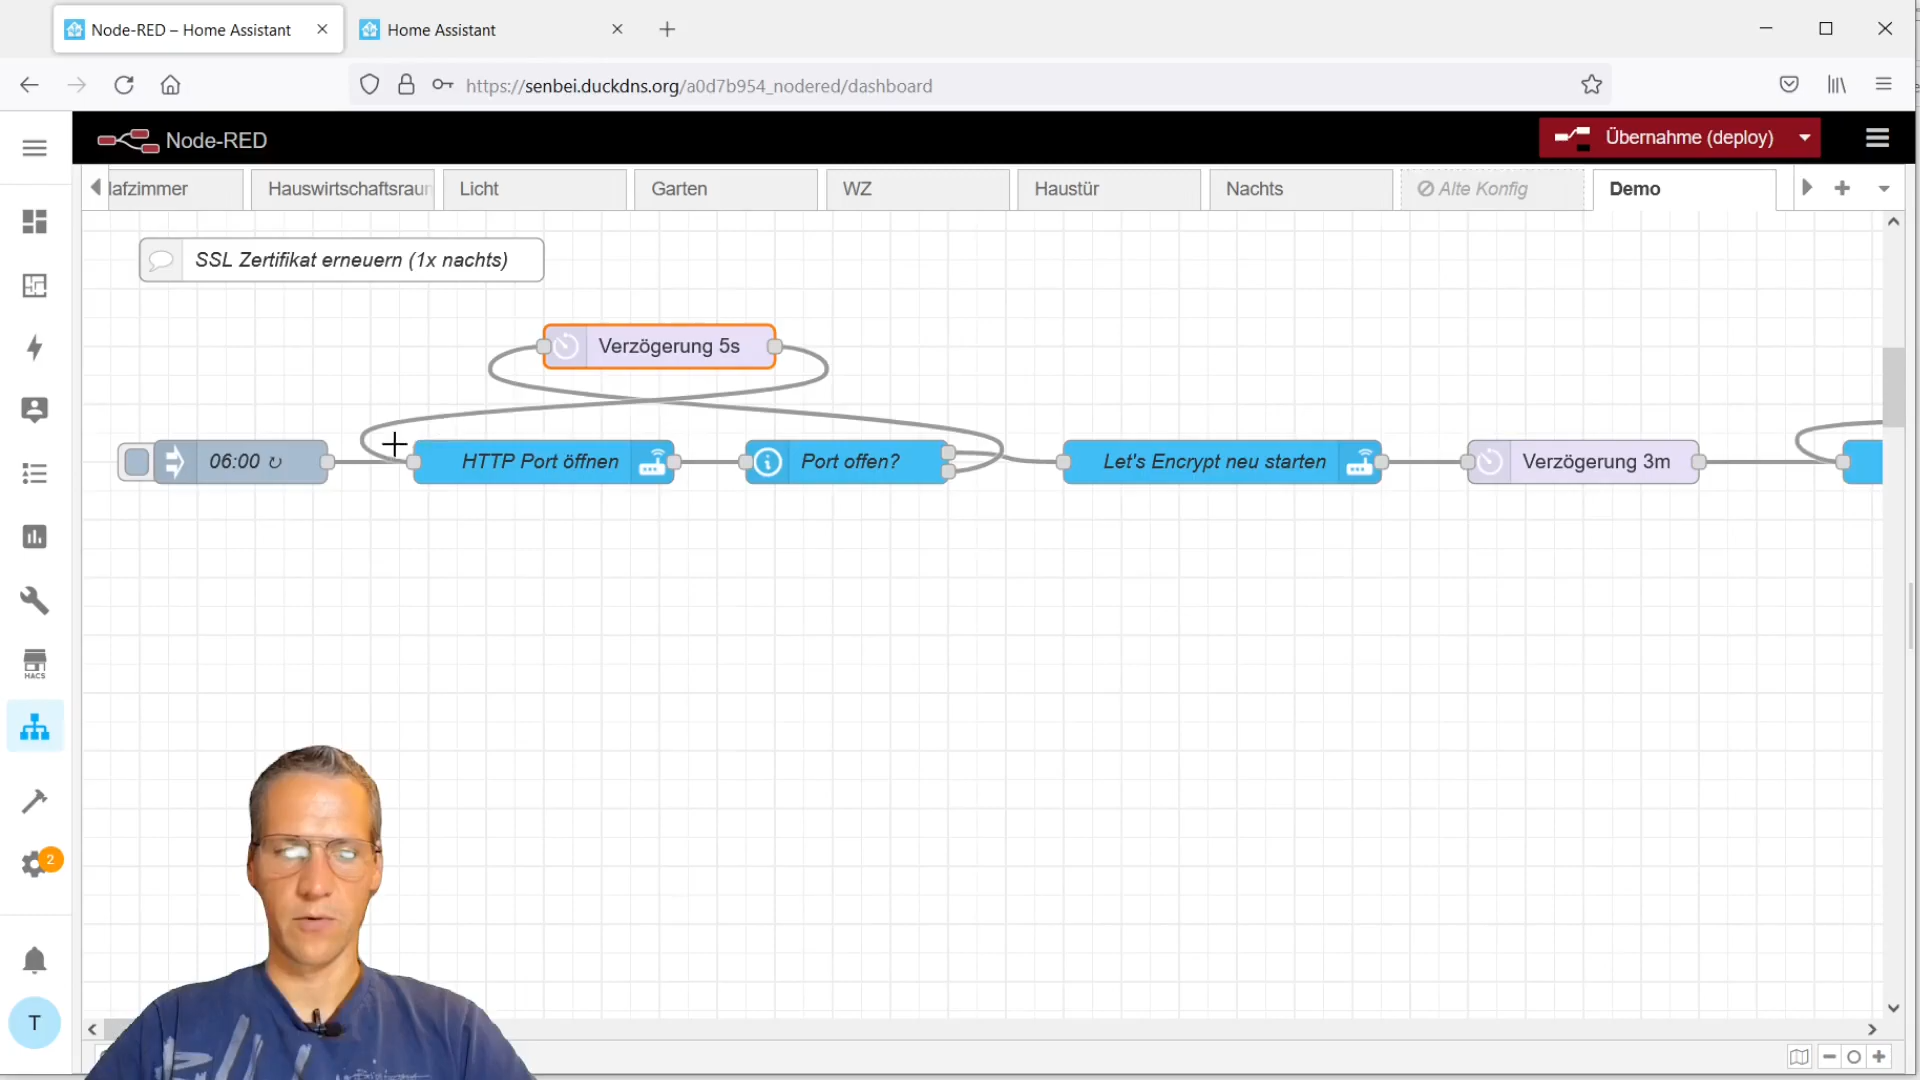 Node-RED – Home Assistant
Home Assistant
https://senbei.duckdns.org/a0d7b954_nodered/dashboard
Node-RED
Übernahme (deploy)
lafzimmer
Hauswirtschaftsraun
Licht
Garten
WZ
Haustür
Nachts
Alte Konfig
Demo
SSL Zertifikat erneuern (1x nachts)
Verzögerung 5s
06:00 ↻
HTTP Port öffnen
Port offen?
Let's Encrypt neu starten
Verzögerung 3m
HACS
2
T